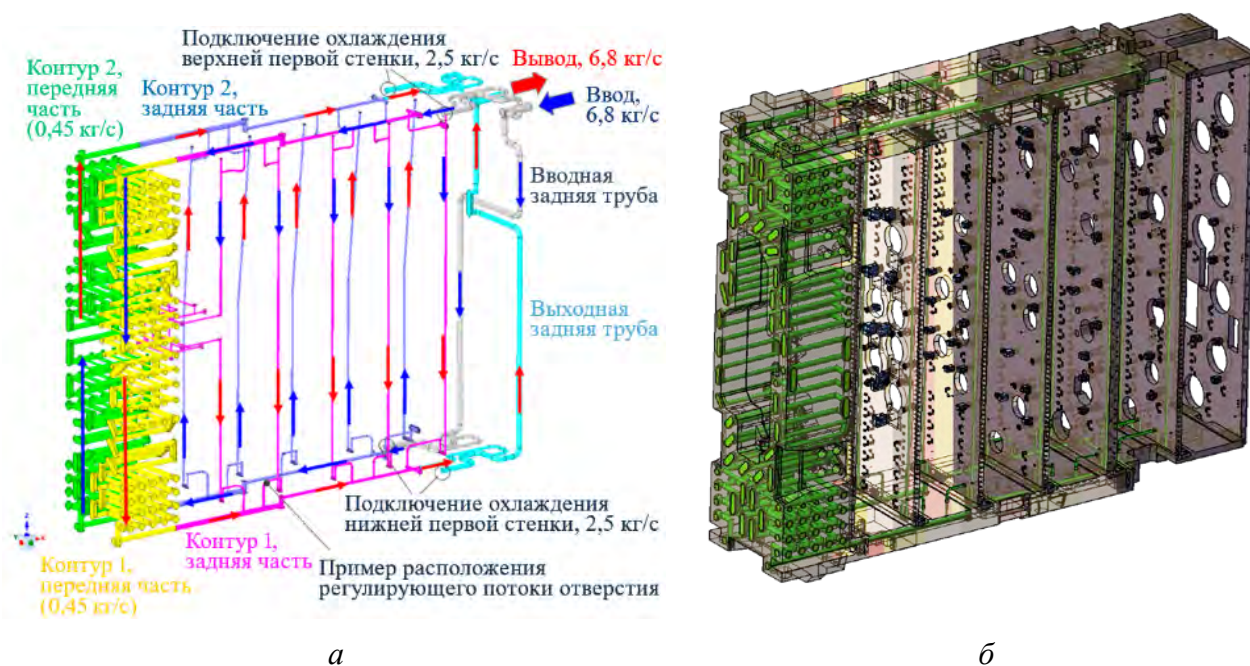 Подключение охлаждения
верхней первой стенки, 2,5 кг/с
Вывод, 6,8 кг/с
Контур 2,
передняя
часть
(0,45 кг/с)
Контур 2,
задняя часть
Ввод,
6,8 кг/с
Вводная
задняя труба
Выходная
задняя труба
Подключение охлаждения
нижней первой стенки, 2,5 кг/с
Контур 1,
задняя часть
Контур 1,
передняя часть
(0,45 кг/с)
Пример расположения
регулирующего потоки отверстия
а
б